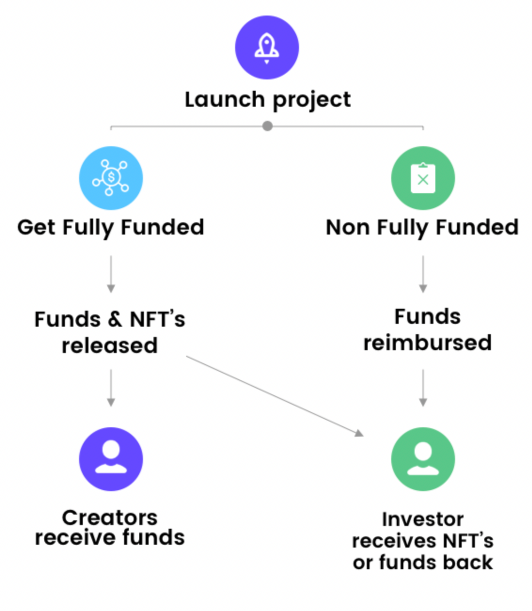 Launch project
Get Fully Funded
Non Fully Funded
Funds & NFT's
released
Funds
reimbursed
Creators
receive funds
Investor
receives NFT's
or funds back